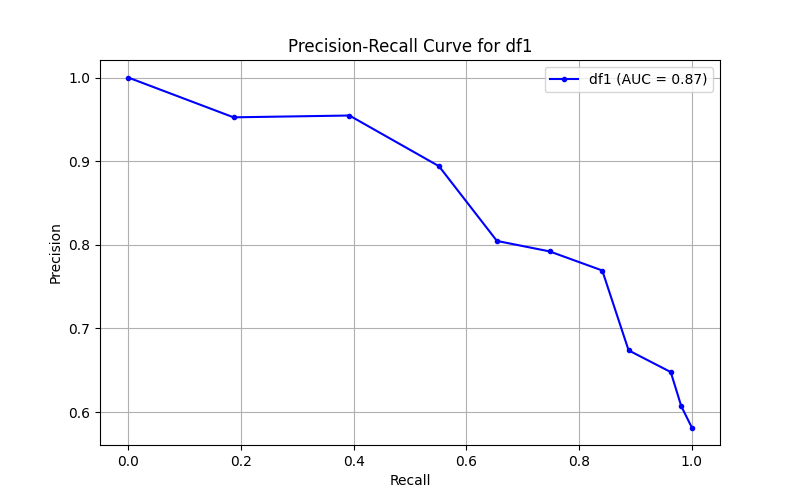 Precision-Recall Curve for df1
df1 (AUC = 0.87)
Precision
1.0
0.9
0.8
0.7
0.6
0.0 0.2 0.4 0.6 0.8 1.0
Recall